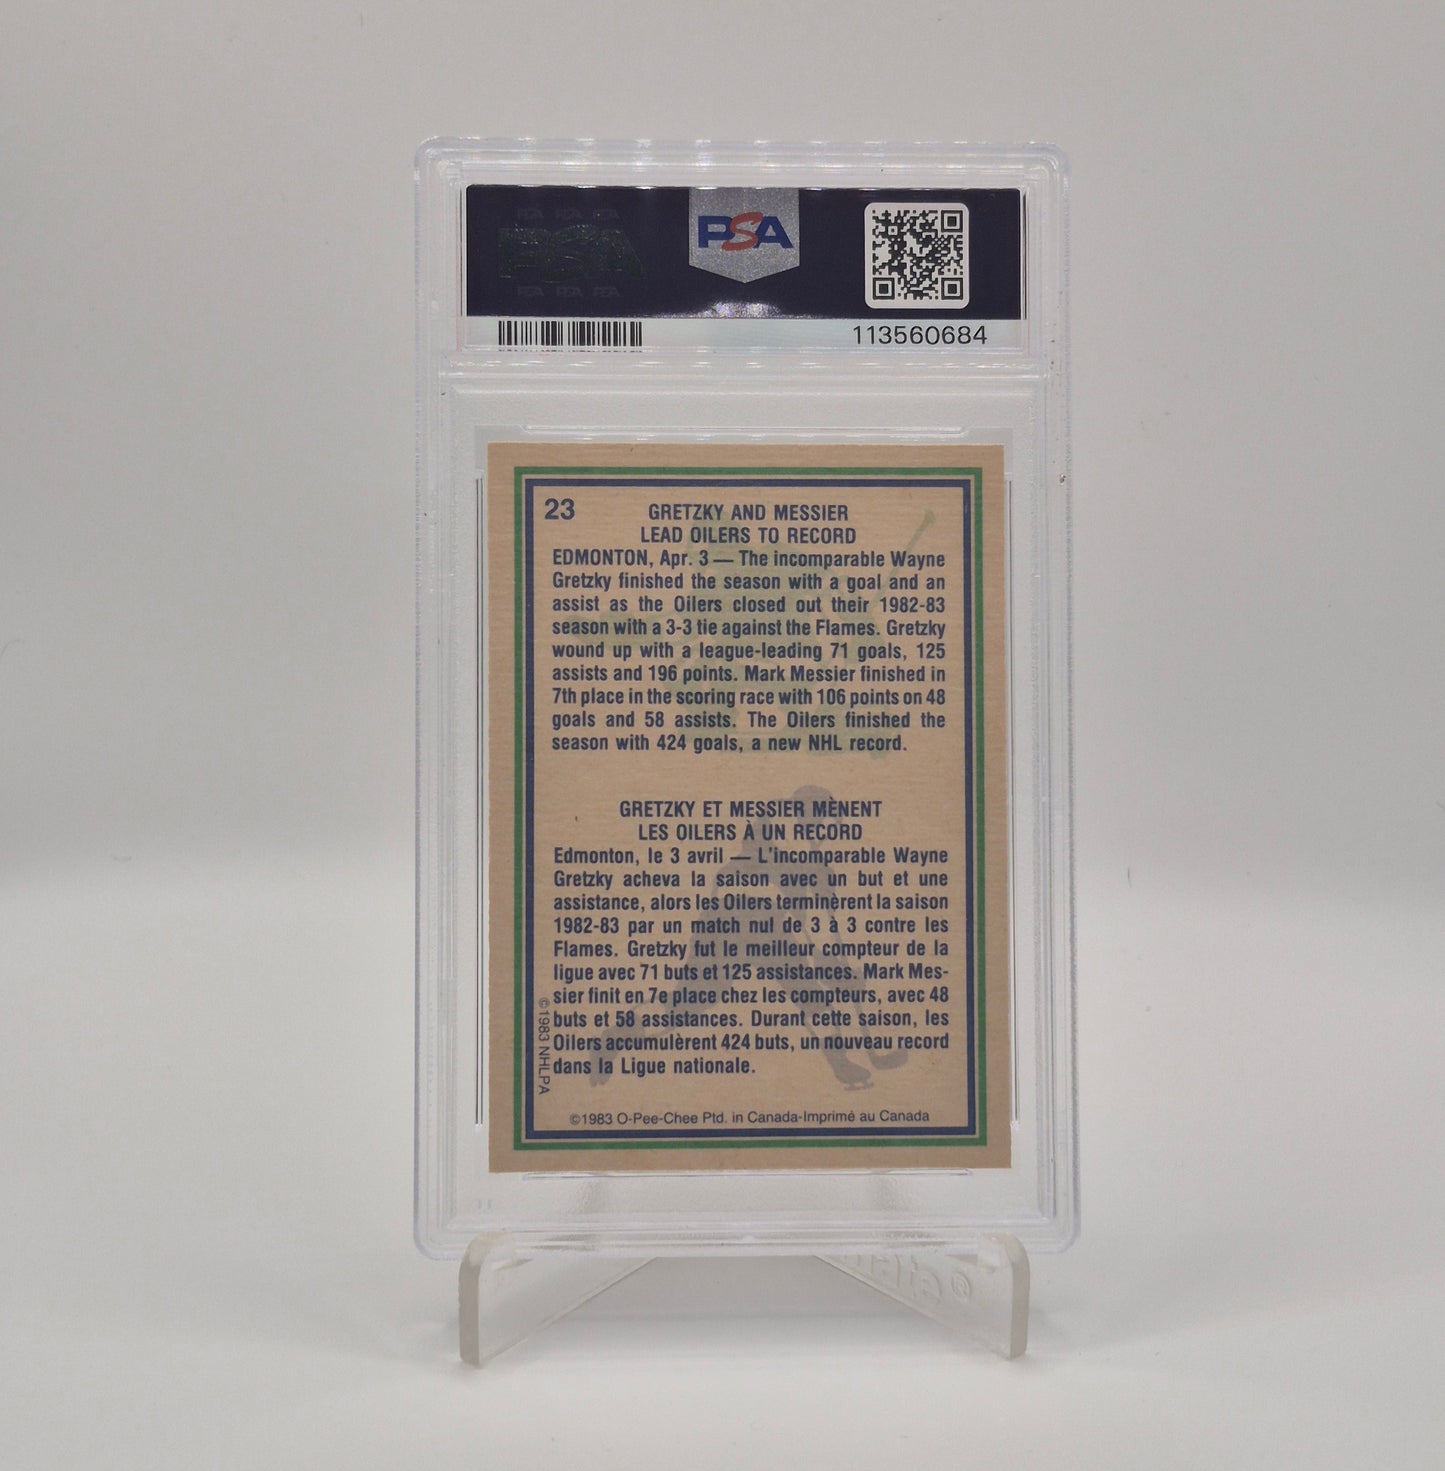 PSA PSA PSA
PSA
PSA PSA PSA
PSA
113560684
23
GRETZKY AND MESSIER
LEAD OILERS TO RECORD
EDMONTON, Apr. 3 — The incomparable Wayne
Gretzky finished the season with a goal and an
assist as the Oilers closed out their 1982-83
season with a 3-3 tie against the Flames. Gretzky
wound up with a league-leading 71 goals, 125
assists and 196 points. Mark Messier finished in
7th place in the scoring race with 106 points on 48
goals and 58 assists. The Oilers finished the
season with 424 goals, a new NHL record.
GRETZKY ET MESSIER MÈNENT
LES OILERS À UN RECORD
Edmonton, le 3 avril — L'incomparable Wayne
Gretzky acheva la saison avec un but et une
assistance, alors les Oilers terminèrent la saison
1982-83 par un match nul de 3 à 3 contre les
Flames. Gretzky fut le meilleur compteur de la
ligue avec 71 buts et 125 assistances. Mark Mes-
sier finit en 7e place chez les compteurs, avec 48
buts et 58 assistances. Durant cette saison, les
Oilers accumulèrent 424 buts, un nouveau record
dans la Ligue nationale.
©1983 NHLPA
©1983 O-Pee-Chee Ptd. in Canada-Imprimé au Canada